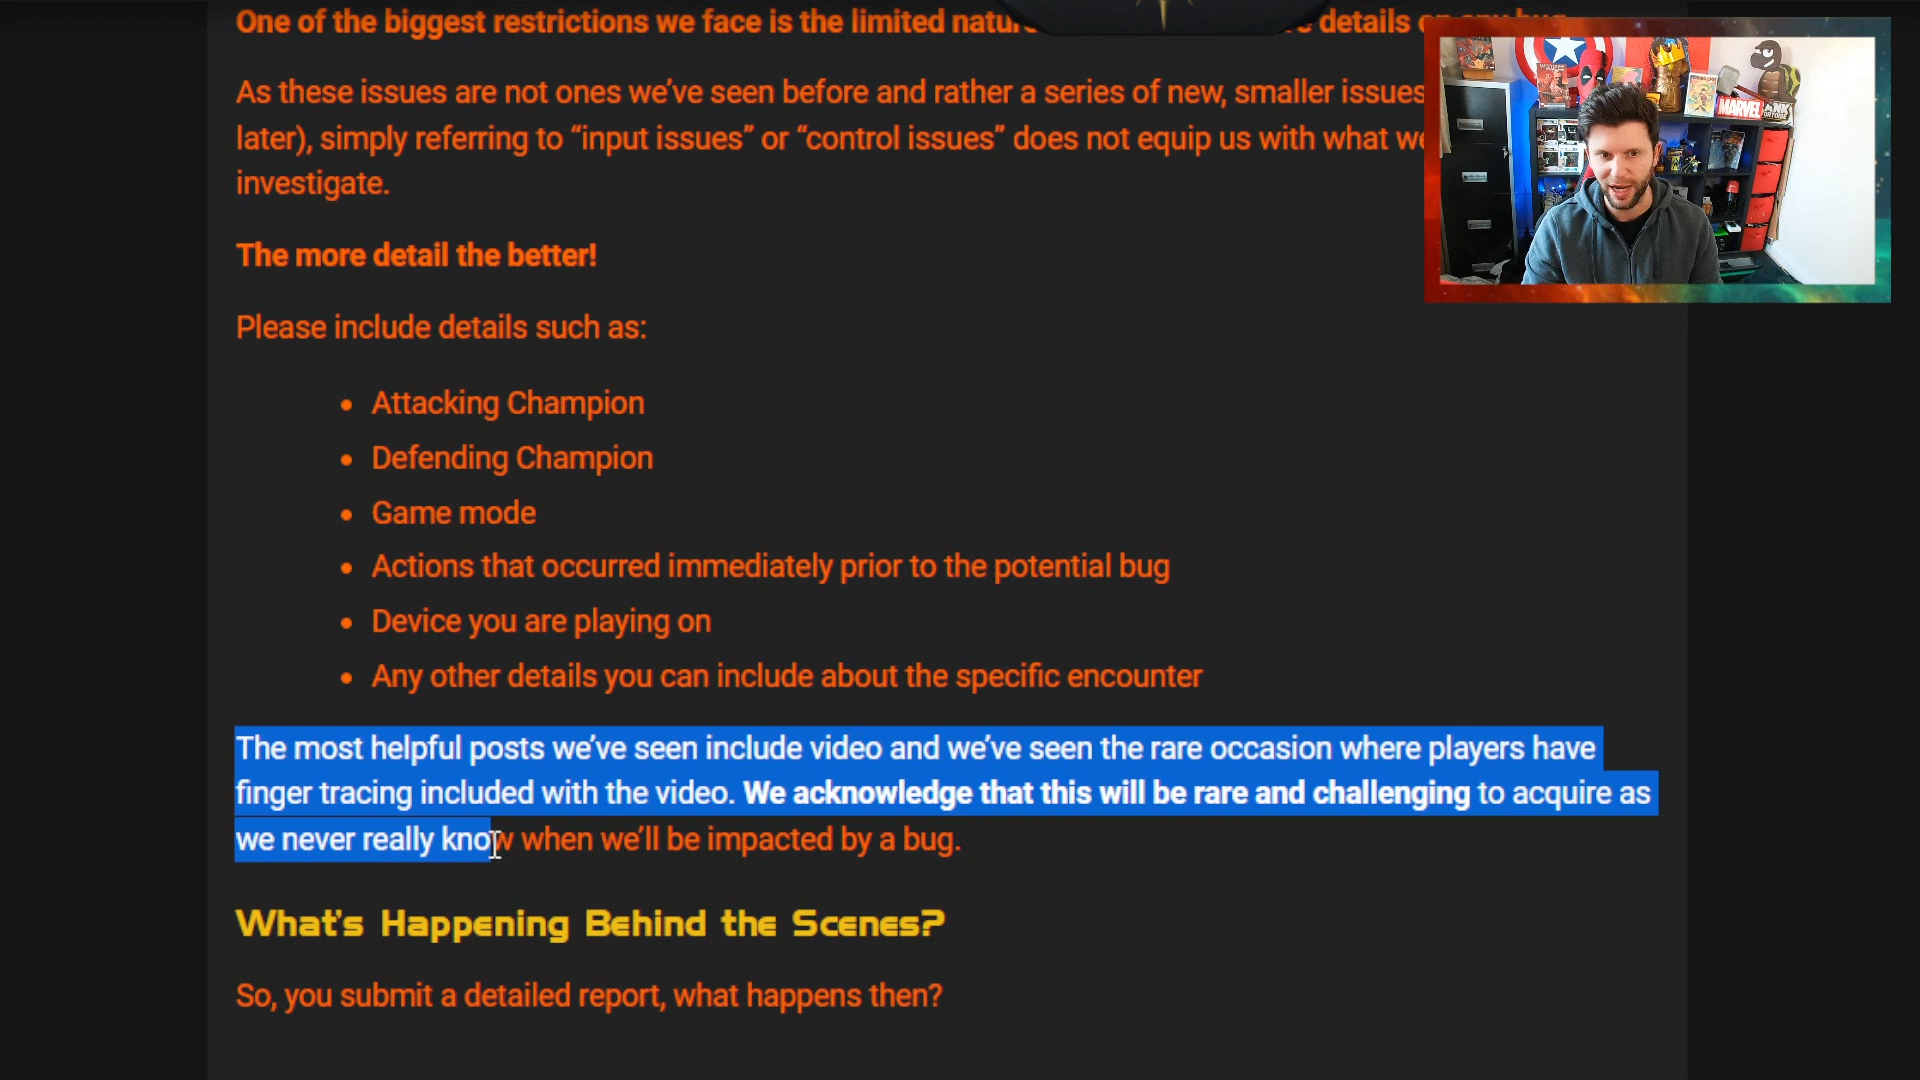 One of the biggest restrictions we face is the limited details on any bug.
As these issues are not ones we’ve seen before and rather a series of new, smaller issues
later), simply referring to “input issues” or “control issues” does not equip us with what we
investigate.
The more detail the better!
Please include details such as:
• Attacking Champion
• Defending Champion
• Game mode
• Actions that occurred immediately prior to the potential bug
• Device you are playing on
• Any other details you can include about the specific encounter
The most helpful posts we’ve seen include video and we’ve seen the rare occasion where players have
finger tracing included with the video. We acknowledge that this will be rare and challenging to acquire as
we never really know when we’ll be impacted by a bug.
What's Happening Behind the Scenes?
So, you submit a detailed report, what happens then?
MARVEL